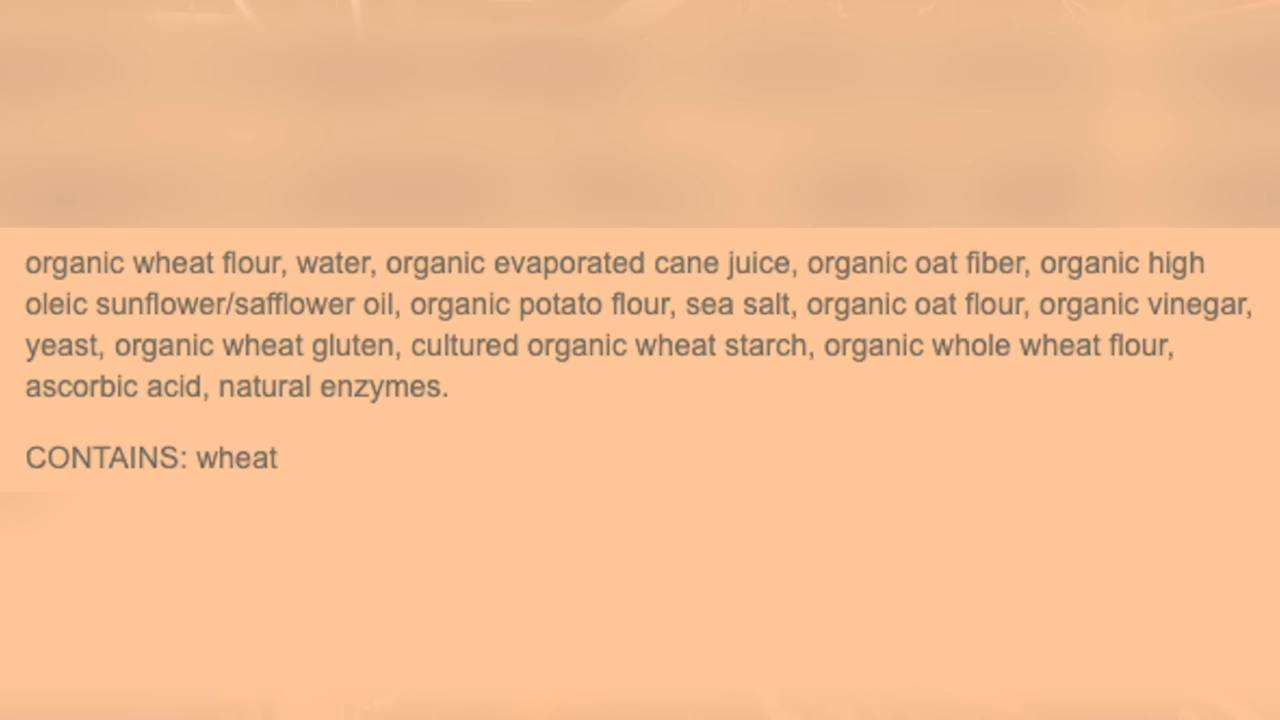 organic wheat flour, water, organic evaporated cane juice, organic oat fiber, organic high
oleic sunflower/safflower oil, organic potato flour, sea salt, organic oat flour, organic vinegar,
yeast, organic wheat gluten, cultured organic wheat starch, organic whole wheat flour,
ascorbic acid, natural enzymes.
CONTAINS: wheat